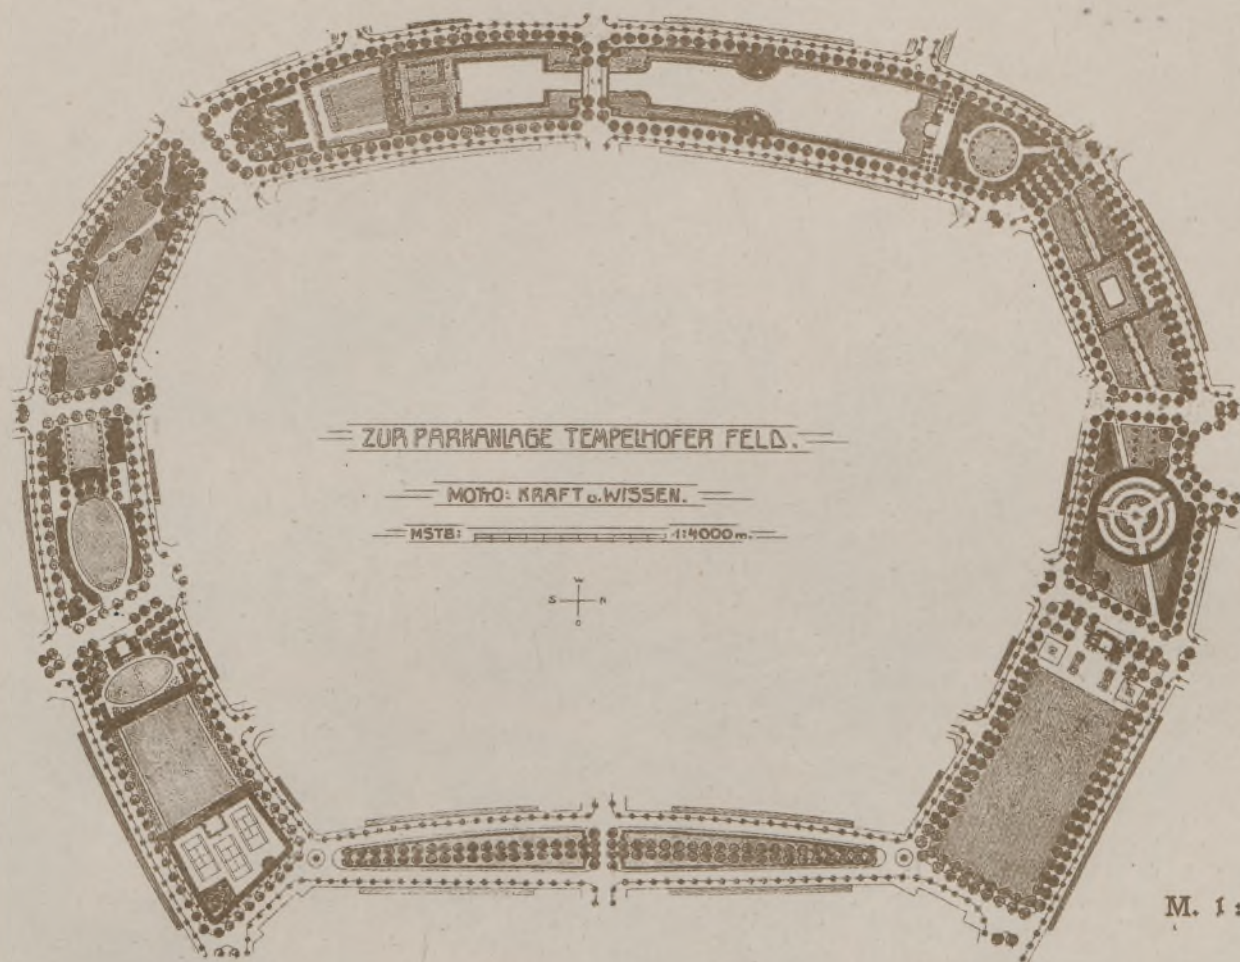 ZUR PARKANLAGE TEMPELHOFER FELD.
MOTTO: KRAFT u. WISSEN.
MSTB: 1:4000 m.
W
S N
O
M. 1: